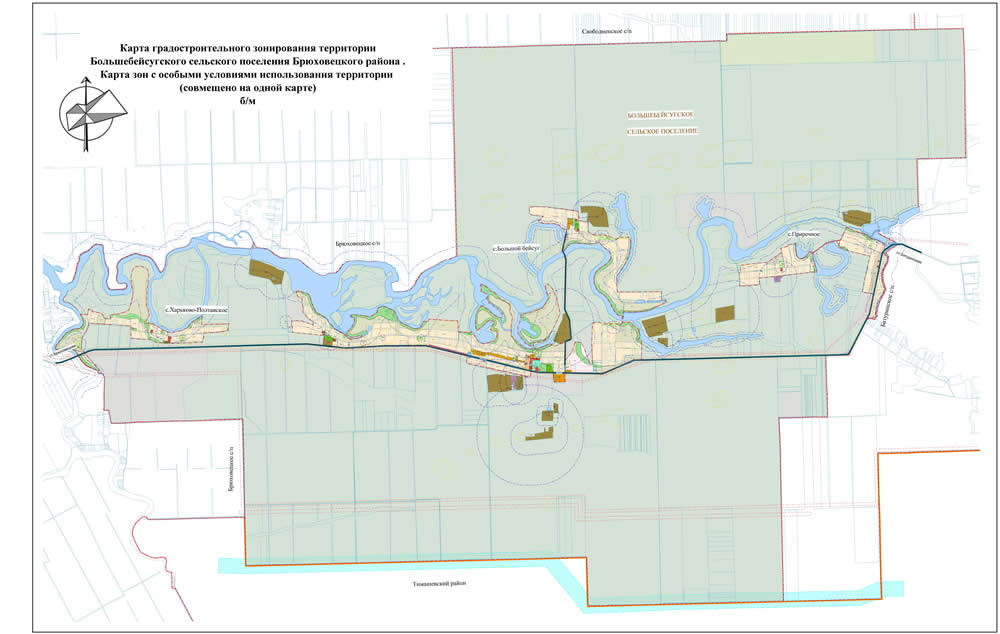 Карта градостроительного зонирования территории
Большебейсугского сельского поселения Брюховецкого района .
Карта зон с особыми условиями использования территории
(совмещено на одной карте)
б/м
Свободненское с/п
БОЛЬШЕБЕЙСУГСКОЕ
СЕЛЬСКОЕ ПОСЕЛЕНИЕ
Брюховецкое с/п
с.Большой бейсуг
с.Приречное
с.Харьково-Полтавское
Батуринское с/п
Брюховецкое с/п
Тимашевский район